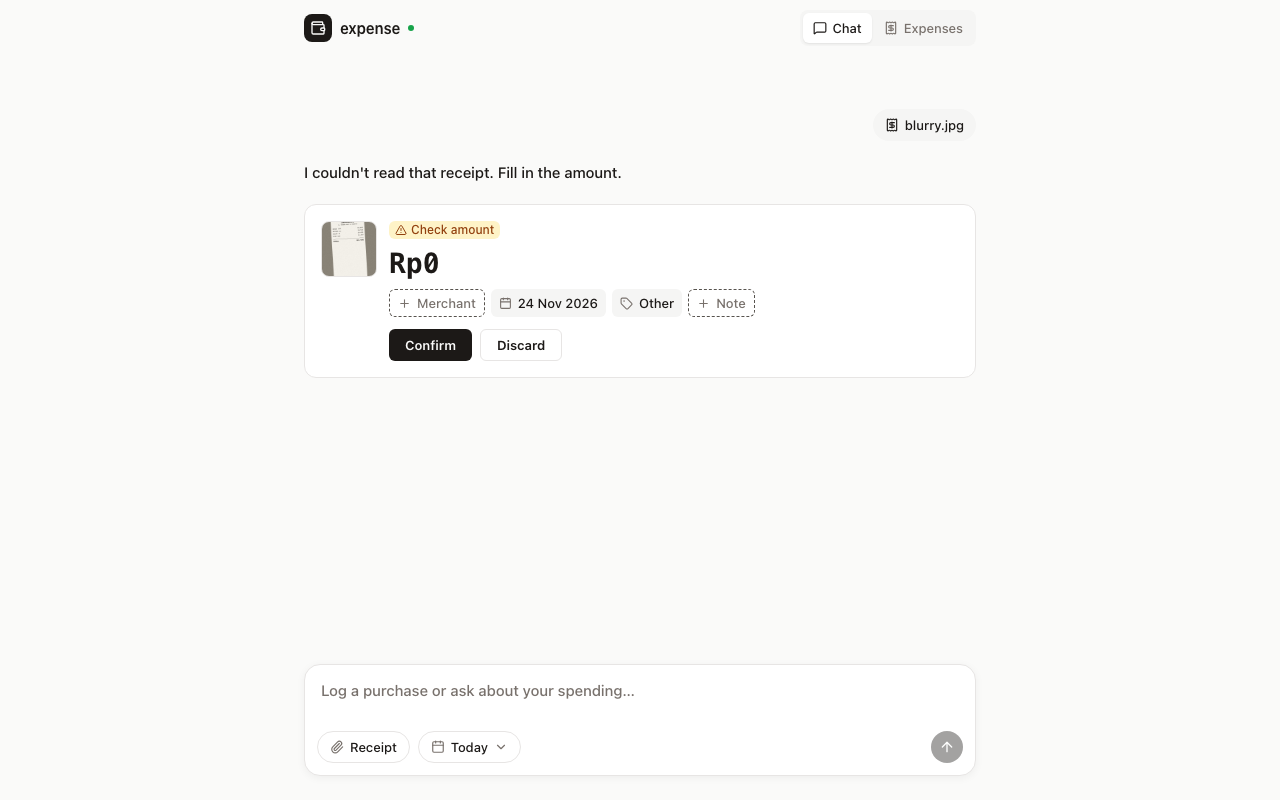 expense
Chat
Expenses
blurry.jpg
I couldn't read that receipt. Fill in the amount.
Check amount
Rp0
Merchant
24 Nov 2026
Other
Note
Confirm
Discard
Log a purchase or ask about your spending...
Receipt
Today